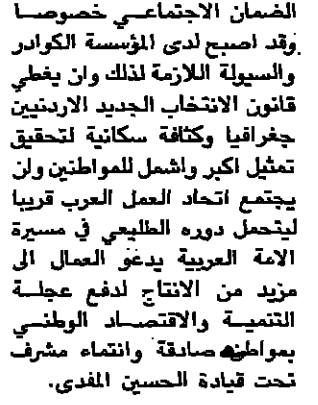 الضمان الاجتماعي خصوصا
وقد اصبح لدى المؤسسة الكوادر
والسيولة اللازمة لذلك وان يغطي
قانون الانتخاب الجديد الاردنيين
جغرافيا وكثافة سكانية لتحقيق
تمثيل اكبر واشمل للمواطنين ولن
يجتمع اتحاد العمل العرب قريبا
ليتحمل دوره الطليعي في مسيرة
الامة العربية يدعو العمال الى
مزيد من الانتاج لدفع عجلة
التنمية والاقتصاد الوطني
صادقة وانتماء مشرف
تحت قيادة الحسين المفدى.